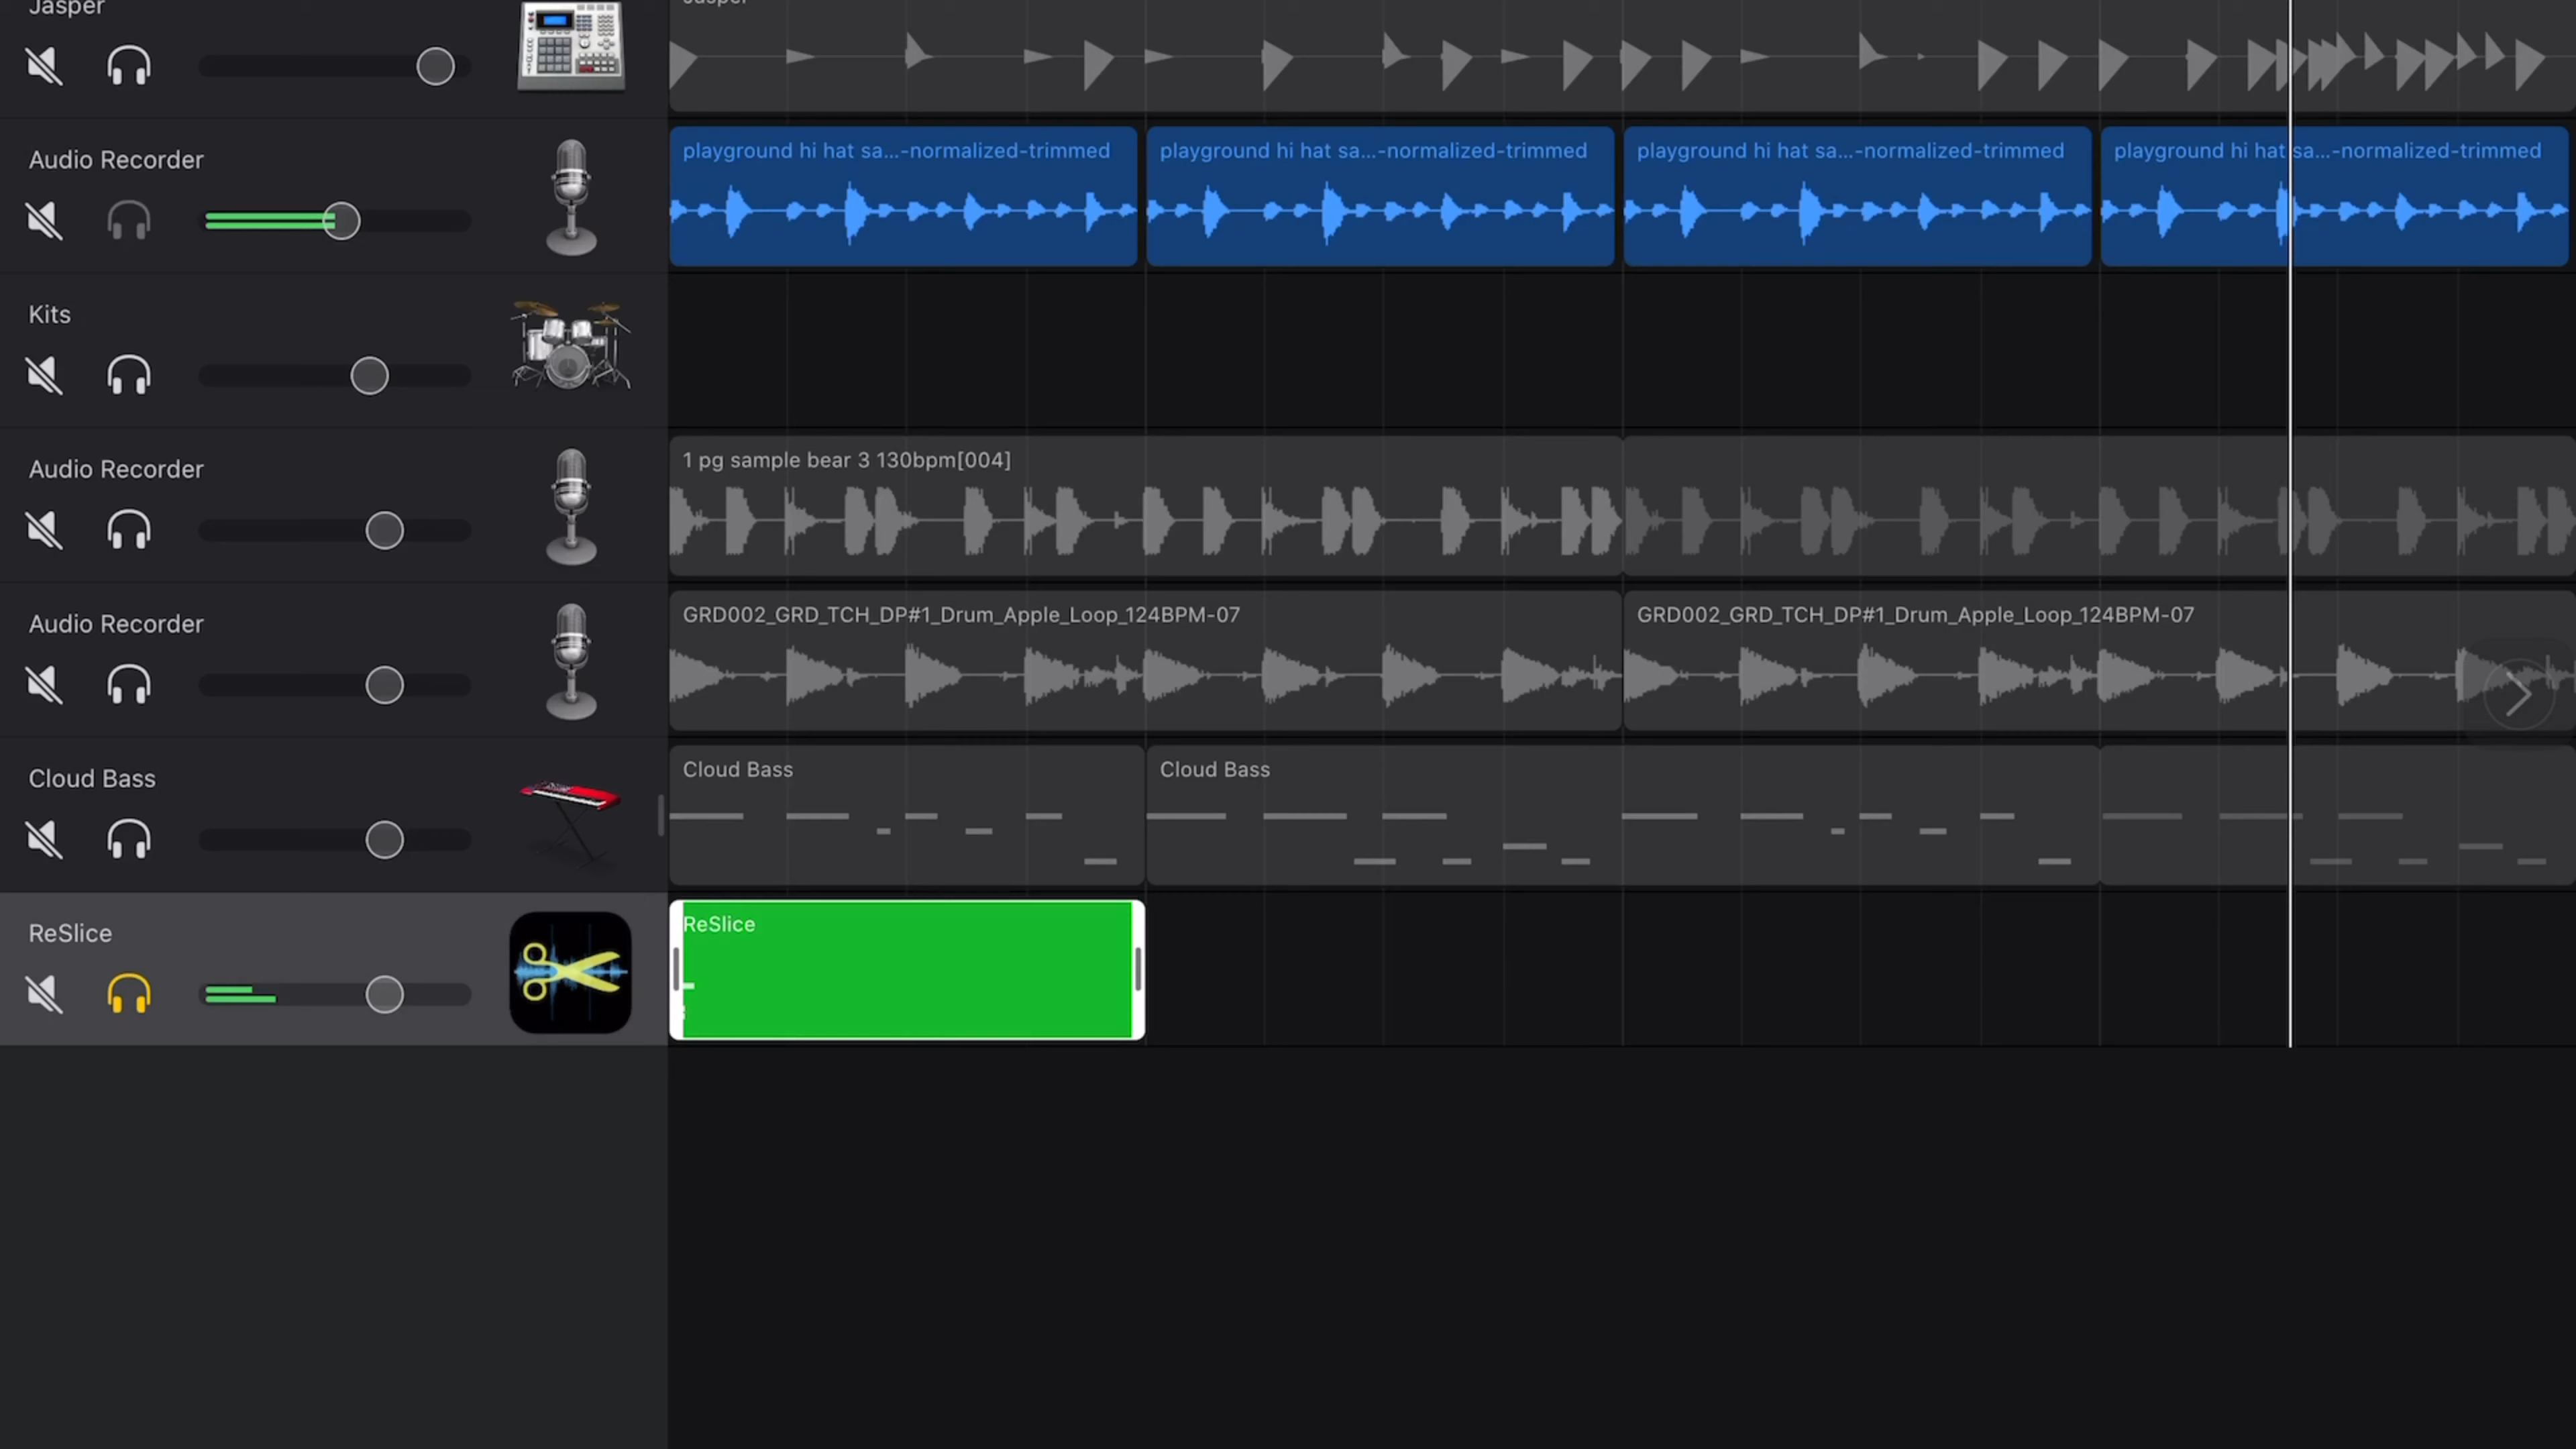 Jasper
Jasper
Audio Recorder
playground hi hat sa...-normalized-trimmed
playground hi hat sa...-normalized-trimmed
playground hi hat sa...-normalized-trimmed
playground hi hat sa...-normalized-trimmed
Kits
Audio Recorder
1 pg sample bear 3 130bpm[004]
Audio Recorder
GRD002_GRD_TCH_DP#1_Drum_Apple_Loop_124BPM-07
GRD002_GRD_TCH_DP#1_Drum_Apple_Loop_124BPM-07
Cloud Bass
Cloud Bass
Cloud Bass
ReSlice
ReSlice